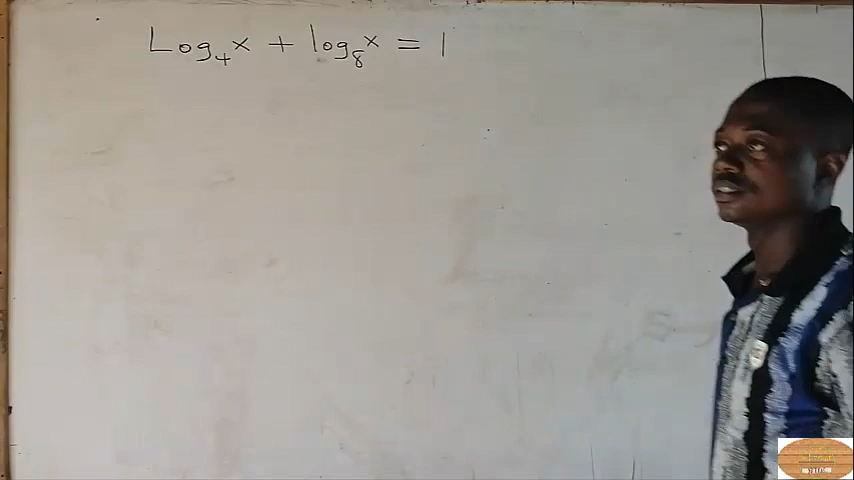 Log₄x + log₈x = 1